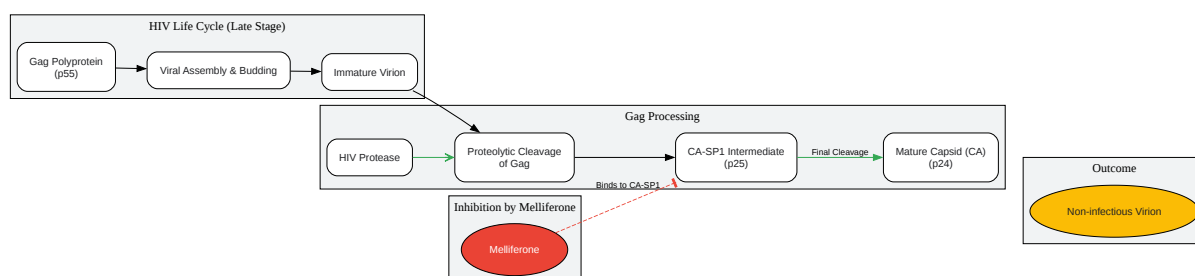 HIV Life Cycle (Late Stage)
Gag Polyprotein
(p55)
Viral Assembly & Budding
Immature Virion
Gag Processing
HIV Protease
Proteolytic Cleavage
of Gag
CA-SP1 Intermediate
(p25)
Final Cleavage
Mature Capsid (CA)
(p24)
Binds to CA-SP1
Inhibition by Melliferone
Melliferone
Outcome
Non-infectious Virion